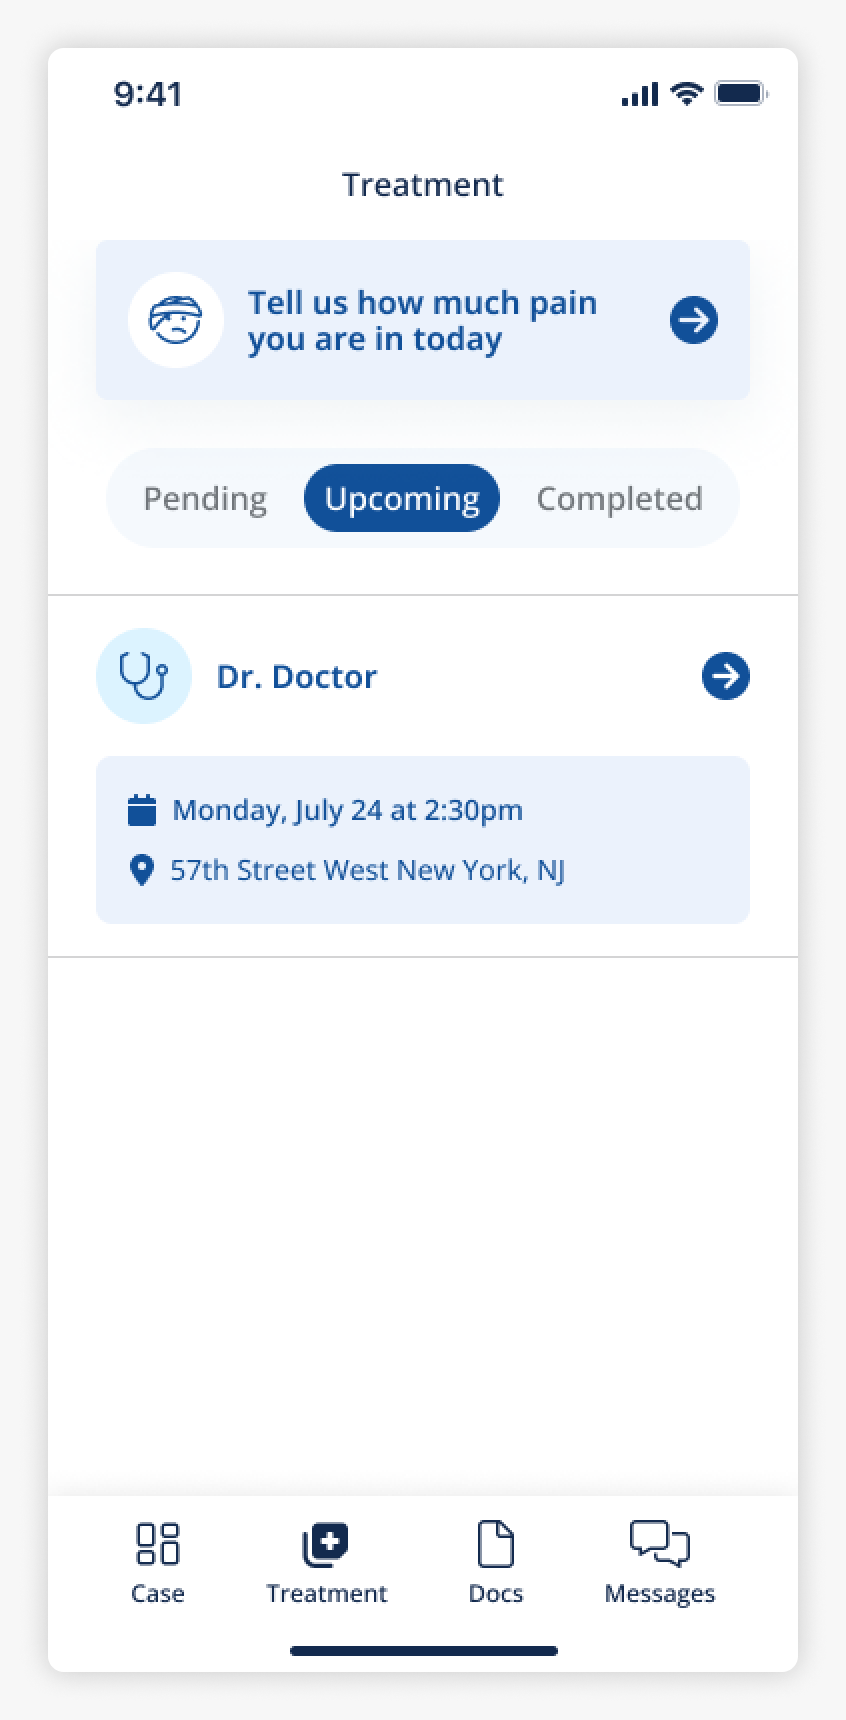 9:41
Treatment
Tell us how much pain
you are in today
Pending
Upcoming
Completed
Dr. Doctor
Monday, July 24 at 2:30pm
57th Street West New York, NJ
Case
Treatment
Docs
Messages